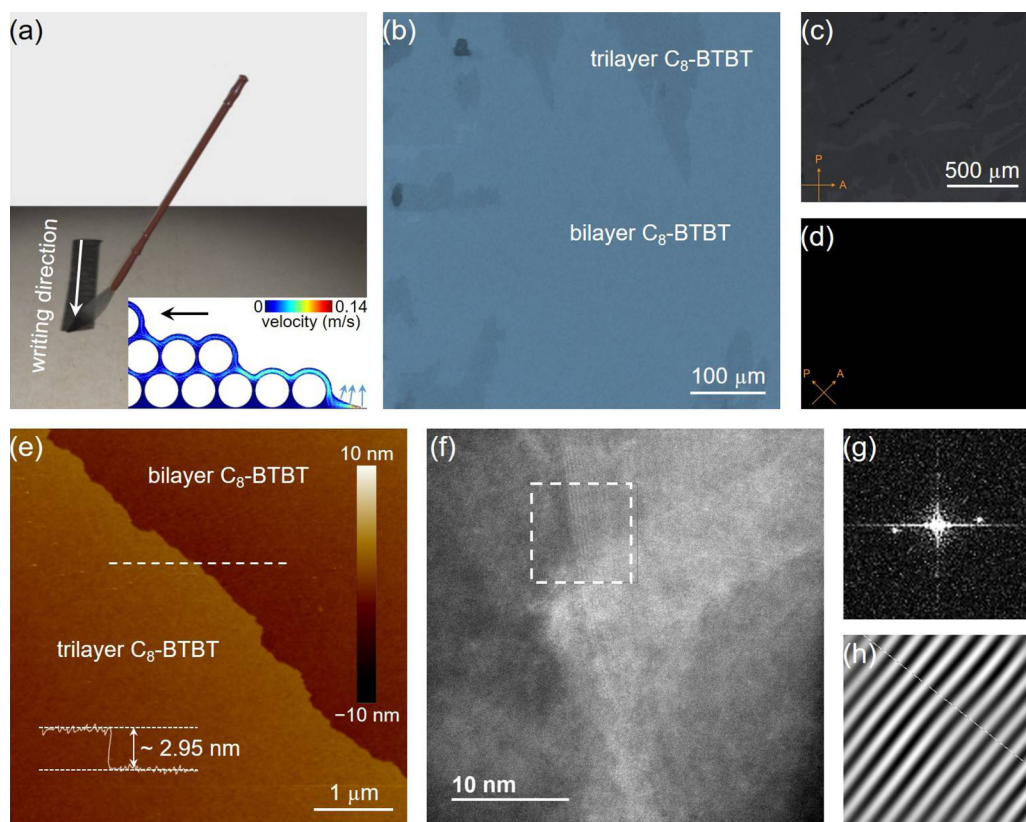 (a)
writing direction
0 0.14
velocity (m/s)
(b)
trilayer C₈-BTBT
bilayer C₈-BTBT
100 μm
(c)
P
A
500 μm
(d)
P A
(e)
bilayer C₈-BTBT
10 nm
trilayer C₈-BTBT
−10 nm
~ 2.95 nm
1 μm
(f)
10 nm
(g)
(h)